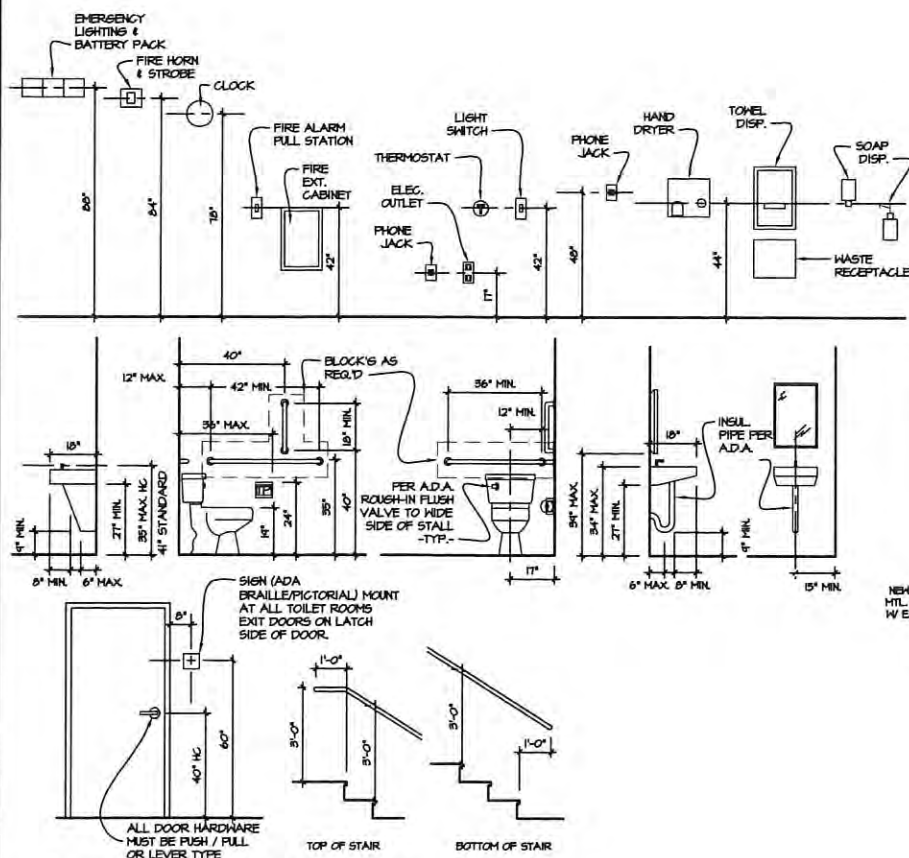 EMERGENCY
LIGHTING &
BATTERY PACK
FIRE HORN
& STROBE
CLOCK
FIRE ALARM
PULL STATION
FIRE
EXT.
CABINET
THERMOSTAT
LIGHT
SWITCH
ELEC.
OUTLET
PHONE
JACK
PHONE
JACK
HAND
DRYER
TOWEL
DISP.
SOAP
DISP.
WASTE
RECEPTACLE
88"
84"
78"
42"
17"
42"
48"
44"
18"
9" MIN.
27" MIN.
35" MAX. HC
41" STANDARD
8" MIN.
6" MAX.
40"
12" MAX.
42" MIN.
36" MAX.
18" MIN.
19"
24"
35"
40"
BLOCK'S AS
REQ'D
36" MIN.
12" MIN.
PER A.D.A.
ROUGH-IN FLUSH
VALVE TO WIDE
SIDE OF STALL
-TYP.-
17"
18"
INSUL.
PIPE PER
A.D.A.
39" MAX.
34" MAX.
27" MIN.
9" MIN.
6" MAX.
8" MIN.
15" MIN.
NEW
MTL.
W/ E
SIGN (ADA
BRAILLE/PICTORIAL) MOUNT
AT ALL TOILET ROOMS
EXIT DOORS ON LATCH
SIDE OF DOOR.
8"
40" HC
60"
ALL DOOR HARDWARE
MUST BE PUSH / PULL
OR LEVER TYPE
1'-0"
3'-0"
3'-0"
TOP OF STAIR
3'-0"
1'-0"
BOTTOM OF STAIR